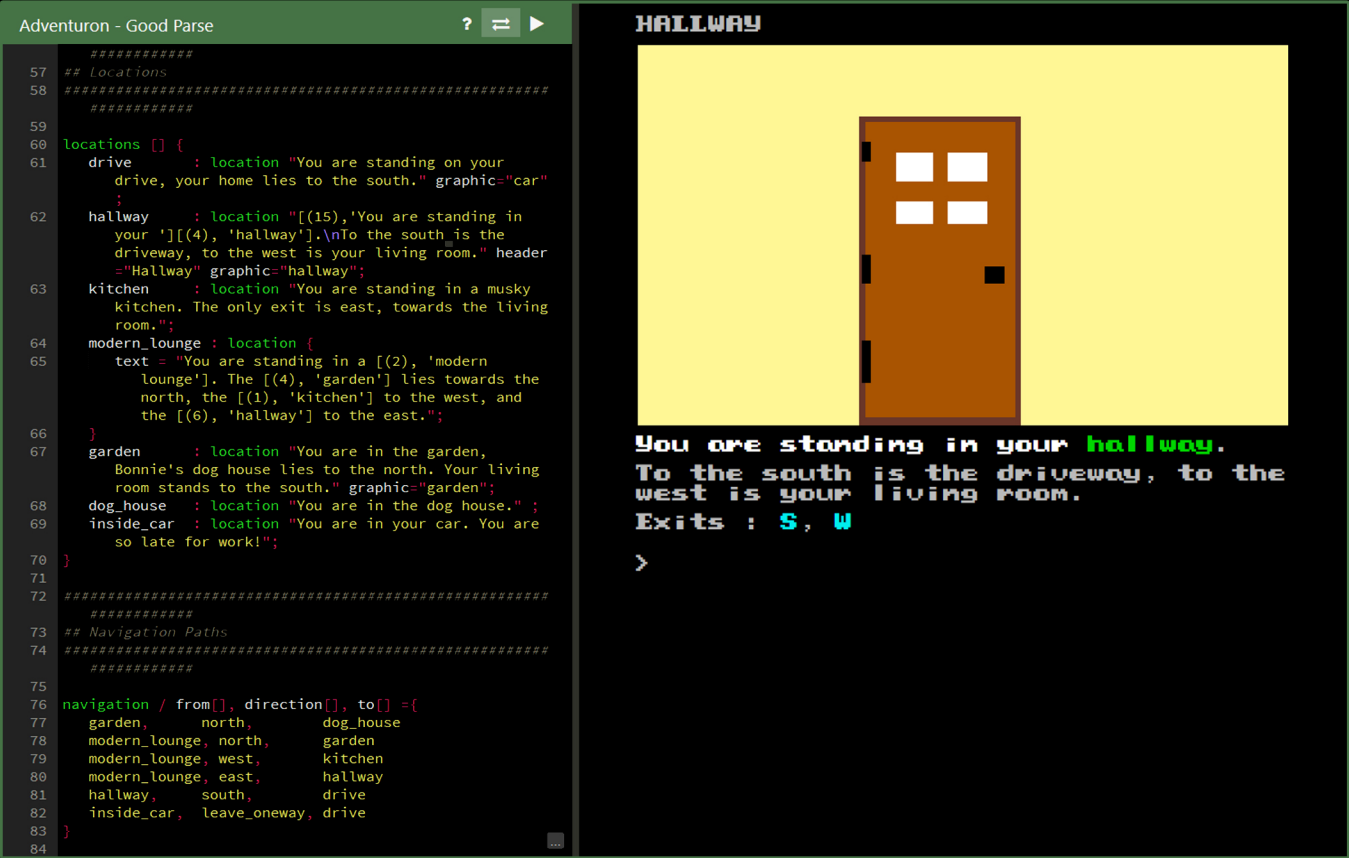 Adventuron - Good Parse
? ⇄ ▶
############
57 ## Locations
58 ########################################################
############
59
60 locations [] {
61 drive : location "You are standing on your
drive, your home lies to the south." graphic="car"
;
62 hallway : location "[(15),'You are standing in
your '][(4), 'hallway'].\nTo the south is the
driveway, to the west is your living room." header
="Hallway" graphic="hallway";
63 kitchen : location "You are standing in a musky
kitchen. The only exit is east, towards the living
room.";
64 modern_lounge : location {
65 text = "You are standing in a [(2), 'modern
lounge']. The [(4), 'garden'] lies towards the
north, the [(1), 'kitchen'] to the west, and
the [(6), 'hallway'] to the east.";
66 }
67 garden : location "You are in the garden,
Bonnie's dog house lies to the north. Your living
room stands to the south." graphic="garden";
68 dog_house : location "You are in the dog house." ;
69 inside_car : location "You are in your car. You are
so late for work!";
70 }
71
72 ########################################################
############
73 ## Navigation Paths
74 ########################################################
############
75
76 navigation / from[], direction[], to[] ={
77 garden, north, dog_house
78 modern_lounge, north, garden
79 modern_lounge, west, kitchen
80 modern_lounge, east, hallway
81 hallway, south, drive
82 inside_car, leave_oneway, drive
83 }
84
...
HALLWAY
You are standing in your hallway.
To the south is the driveway, to the
west is your living room.
Exits : S, W
>